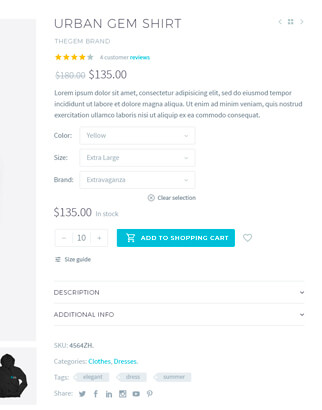 URBAN GEM SHIRT
THEGEM BRAND
4 customer reviews
$180.00 $135.00
Lorem ipsum dolor sit amet, consectetur adipisicing elit, sed do eiusmod tempor
incididunt ut labore et dolore magna aliqua. Ut enim ad minim veniam, quis nostrud
exercitation ullamco laboris nisi ut aliquip ex ea commodo consequat.
Color: Yellow
Size: Extra Large
Brand: Extravaganza
Clear selection
$135.00 In stock
− 10 +
ADD TO SHOPPING CART
Size guide
DESCRIPTION
ADDITIONAL INFO
SKU: 4564ZH.
Categories: Clothes, Dresses.
Tags: elegant dress summer
Share: